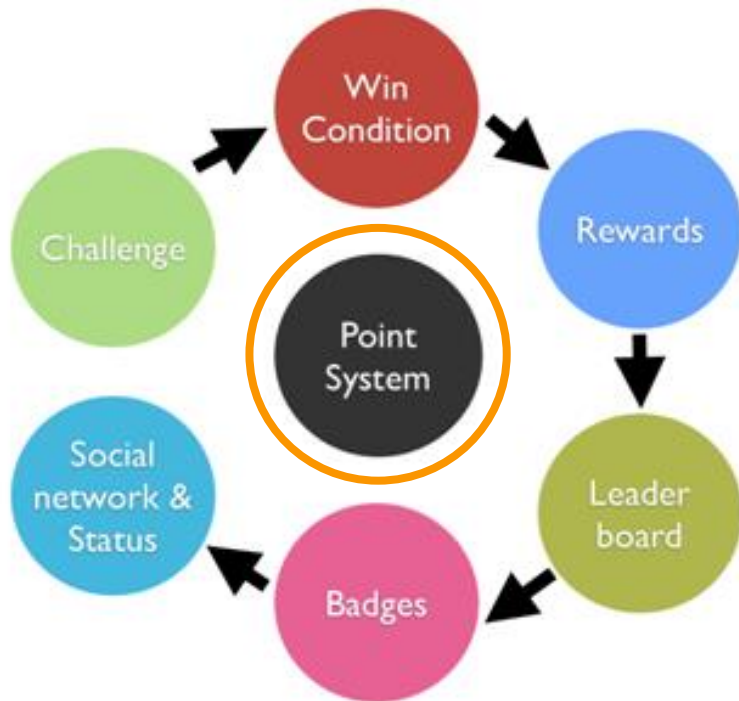 Win
Condition
Rewards
Leader
board
Badges
Social
network &
Status
Challenge
Point
System